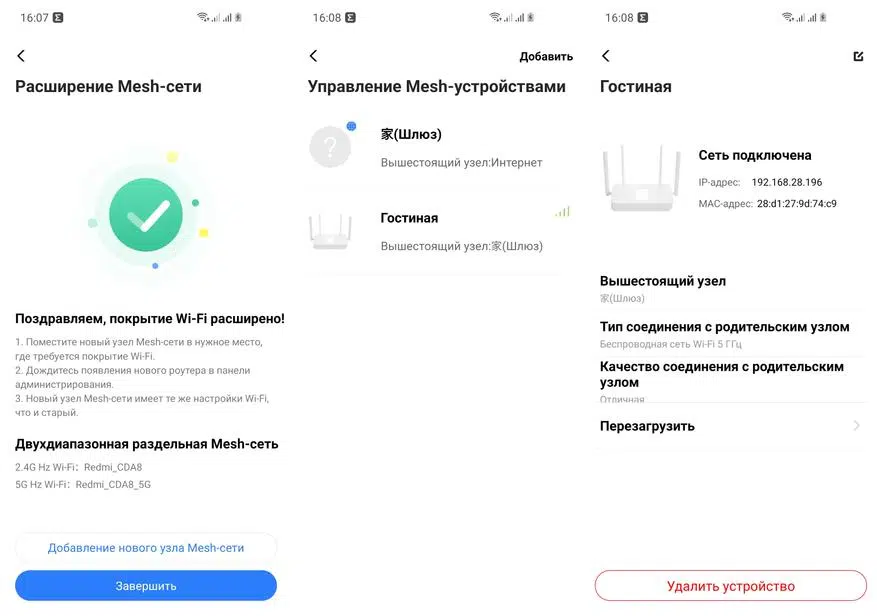 16:07
Расширение Mesh-сети
Поздравляем, покрытие Wi-Fi расширено!
1. Поместите новый узел Mesh-сети в нужное место,
где требуется покрытие Wi-Fi.
2. Дождитесь появления нового роутера в панели
администрирования.
3. Новый узел Mesh-сети имеет те же настройки Wi-Fi,
что и старый.
Двухдиапазонная раздельная Mesh-сеть
2.4G Hz Wi-Fi: Redmi_CDA8
5G Hz Wi-Fi: Redmi_CDA8_5G
Добавление нового узла Mesh-сети
Завершить
16:08
Добавить
Управление Mesh-устройствами
?
家(Шлюз)
Вышестоящий узел:Интернет
Гостиная
Вышестоящий узел:家(Шлюз)
16:08
Гостиная
Сеть подключена
IP-адрес: 192.168.28.196
MAC-адрес: 28:d1:27:9d:74:c9
Вышестоящий узел
家(Шлюз)
Тип соединения с родительским узлом
Беспроводная сеть Wi-Fi 5 ГГц
Качество соединения с родительским
узлом
Отличная
Перезагрузить
Удалить устройство